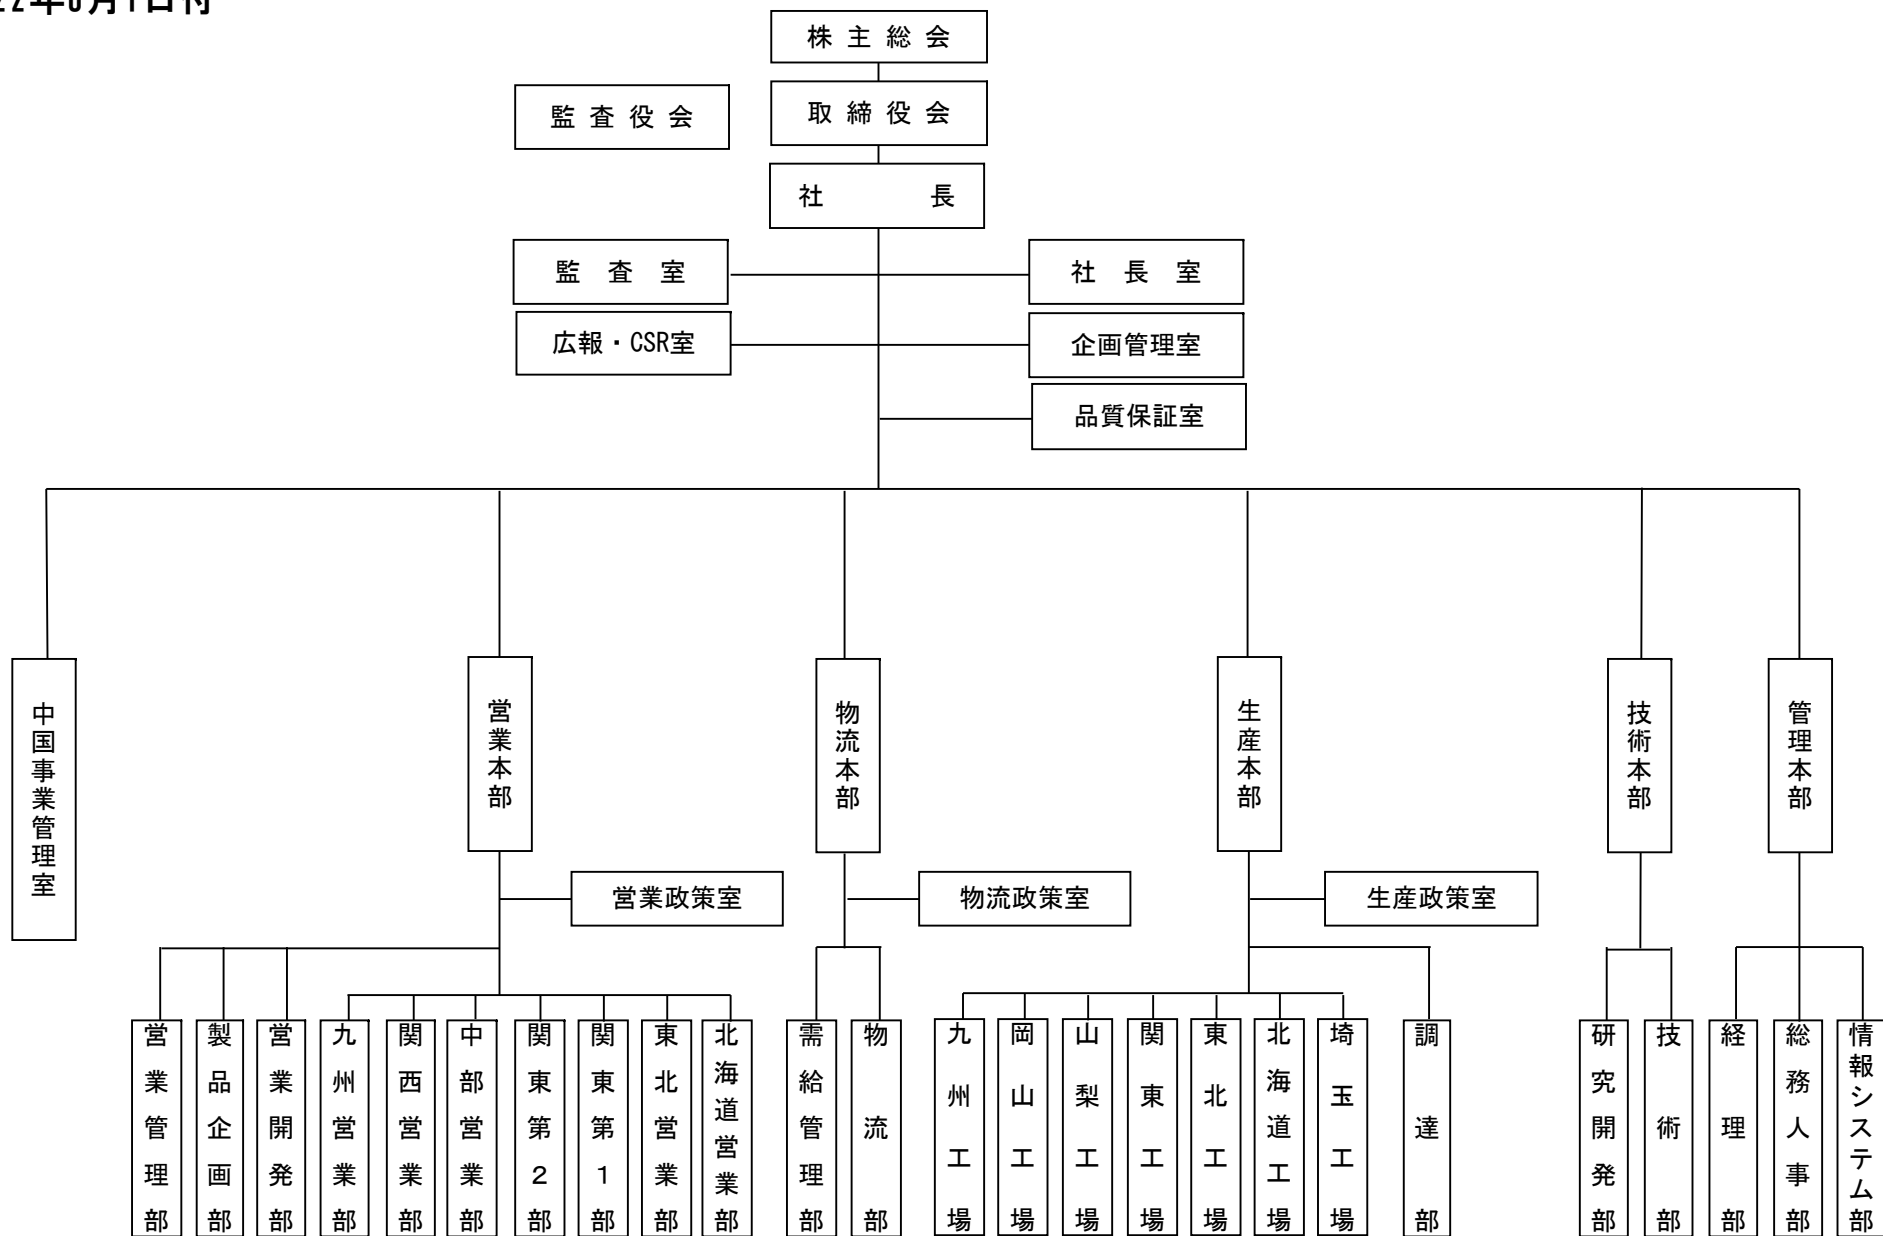 年6月1日付
株主総会
監査役会
取締役会
社長
監査室
社長室
広報・CSR室
企画管理室
品質保証室
中国事業管理室
営業本部
物流本部
生産本部
技術本部
管理本部
営業政策室
物流政策室
生産政策室
営業管理部
製品企画部
営業開発部
九州営業部
関西営業部
中部営業部
関東第2部
関東第1部
東北営業部
北海道営業部
需給管理部
物流部
九州工場
岡山工場
山梨工場
関東工場
東北工場
北海道工場
埼玉工場
調達部
研究開発部
技術部
経理部
総務人事部
情報システム部